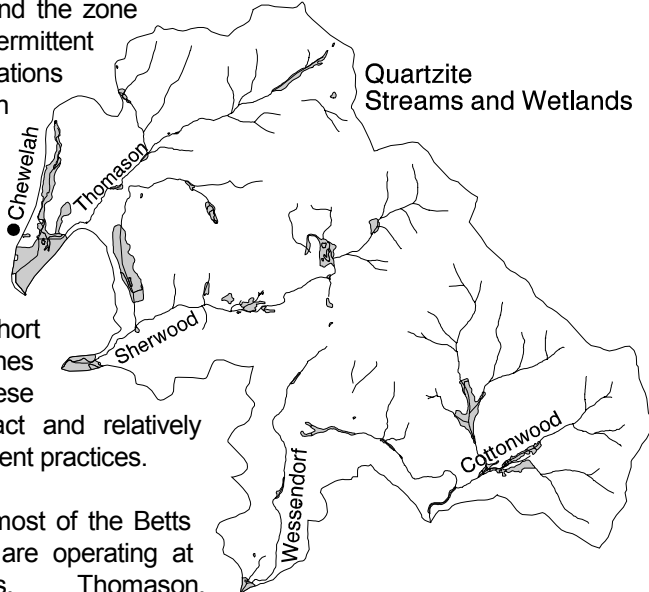 nd the zone
ermittent
ations
Quartzite
Streams and Wetlands
Chewelah
Thomason
hort
Sherwood
nes
ese
act and relatively
ent practices.
Cottonwood
Wessendorf
most of the Betts
are operating at
s. Thomason,